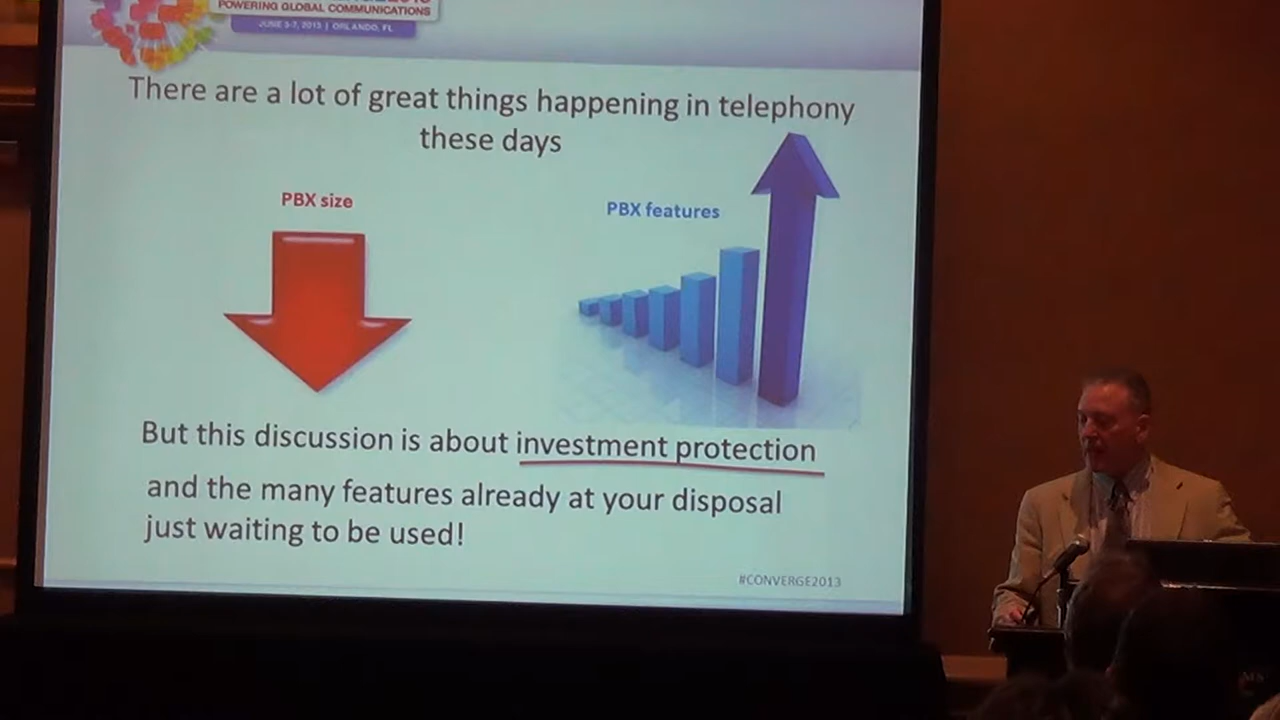 POWERING GLOBAL COMMUNICATIONS
JUNE 3-7, 2013 | ORLANDO, FL
There are a lot of great things happening in telephony
these days
PBX size
PBX features
But this discussion is about investment protection
and the many features already at your disposal
just waiting to be used!
#CONVERGE2013